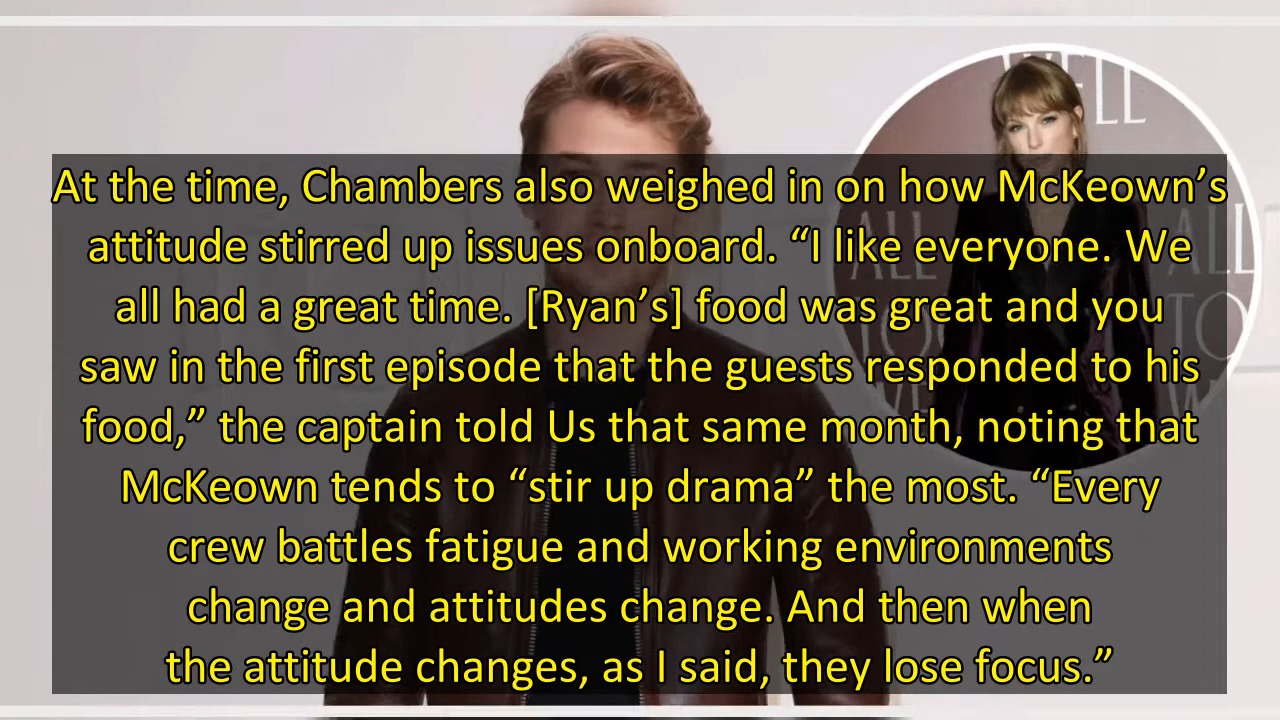 WELL
At the time, Chambers also weighed in on how McKeown’s
attitude stirred up issues onboard. “I like everyone. We
all had a great time. [Ryan’s] food was great and you
saw in the first episode that the guests responded to his
food,” the captain told Us that same month, noting that
McKeown tends to “stir up drama” the most. “Every
crew battles fatigue and working environments
change and attitudes change. And then when
the attitude changes, as I said, they lose focus.”
ALL
ALL
TO